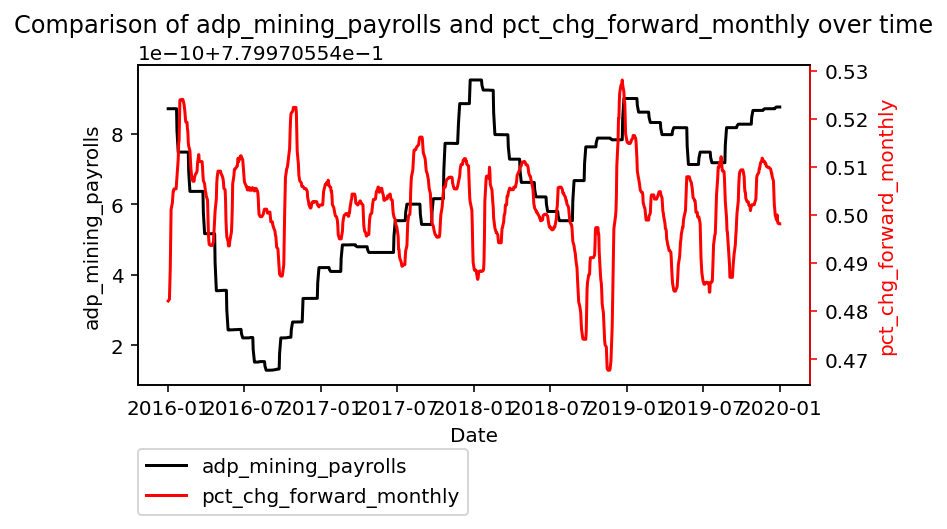 Comparison of adp_mining_payrolls and pct_chg_forward_monthly over time
1e−10+7.79970554e−1
adp_mining_payrolls
8
6
4
2
0.53
0.52
0.51
0.50
0.49
0.48
0.47
pct_chg_forward_monthly
2016-01
2016-07
2017-01
2017-07
2018-01
2018-07
2019-01
2019-07
2020-01
Date
adp_mining_payrolls
pct_chg_forward_monthly